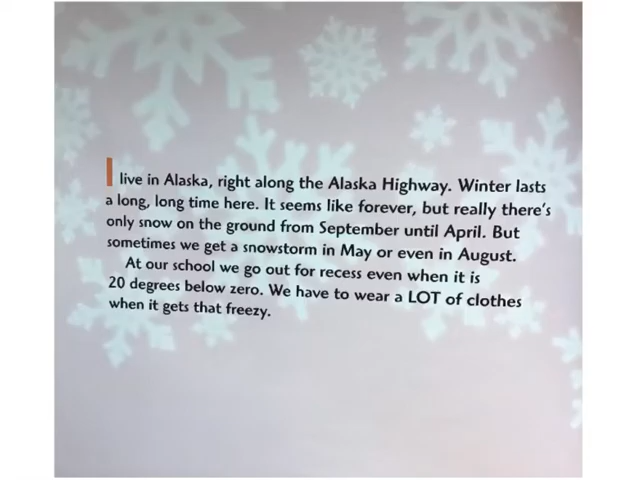 I live in Alaska, right along the Alaska Highway. Winter lasts
a long, long time here. It seems like forever, but really there's
only snow on the ground from September until April. But
sometimes we get a snowstorm in May or even in August.
At our school we go out for recess even when it is
20 degrees below zero. We have to wear a LOT of clothes
when it gets that freezy.